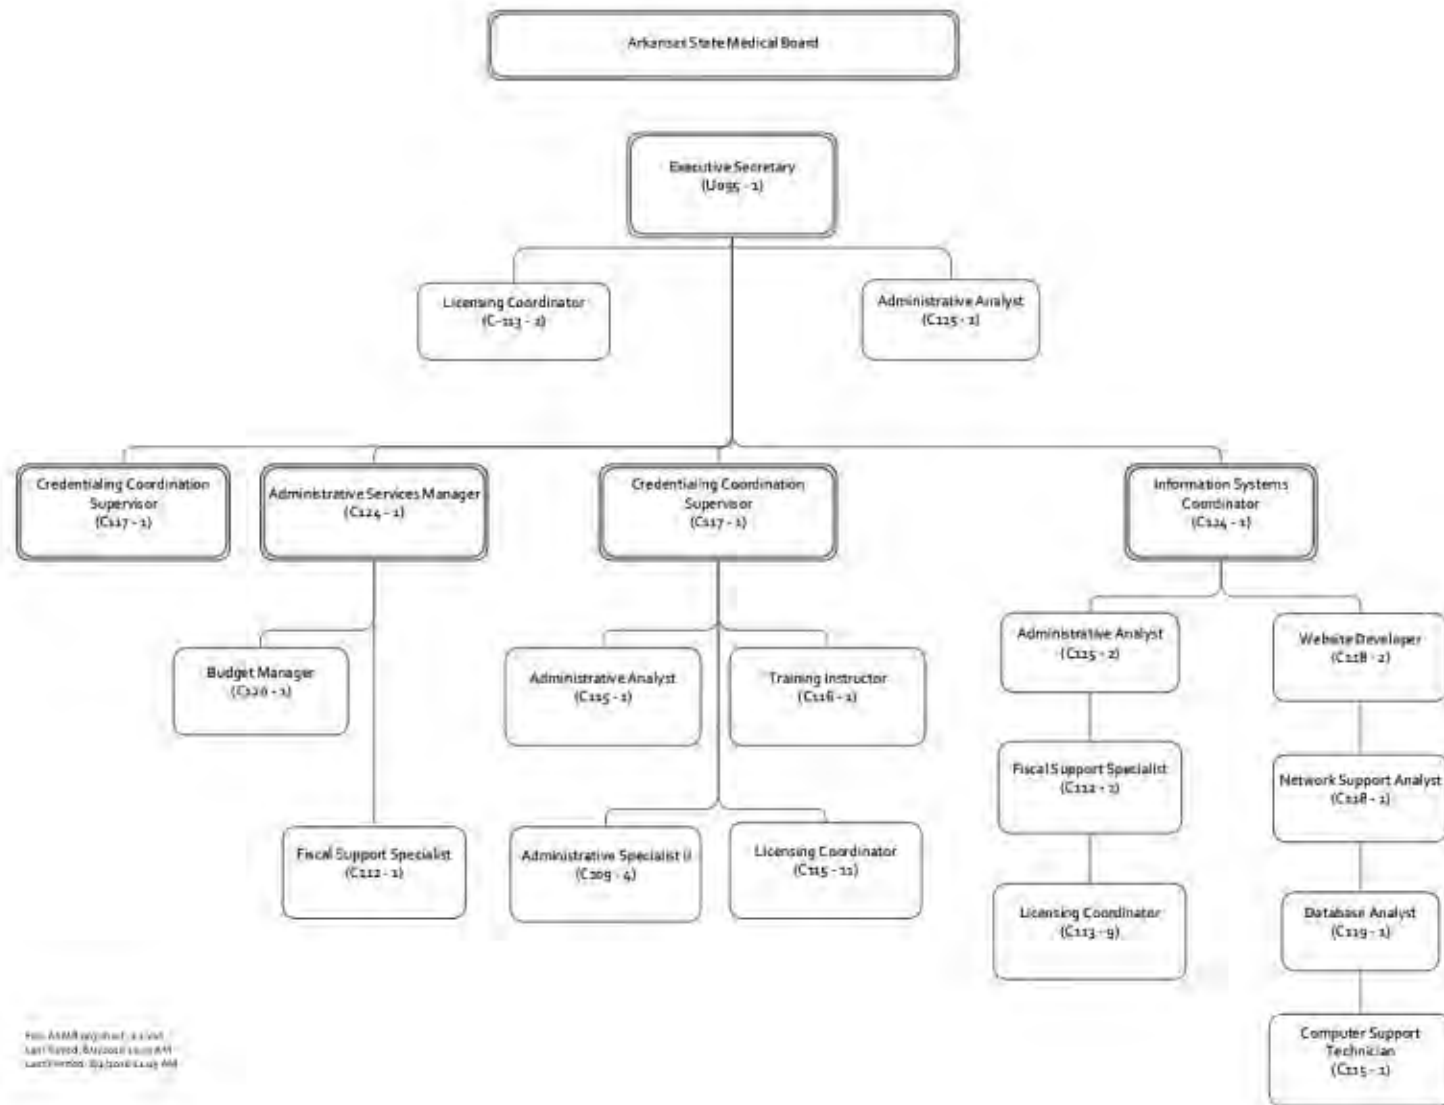 Arkansas State Medical Board
Executive Secretary
(U095 - 1)
Licensing Coordinator
(C-113 - 1)
Administrative Analyst
(C115 - 1)
Credentialing Coordination
Supervisor
(C117 - 1)
Administrative Services Manager
(C124 - 1)
Credentialing Coordination
Supervisor
(C117 - 1)
Information Systems
Coordinator
(C124 - 1)
Budget Manager
(C120 - 1)
Fiscal Support Specialist
(C112 - 1)
Administrative Analyst
(C115 - 1)
Training Instructor
(C116 - 1)
Administrative Specialist
(C109 - 4)
Licensing Coordinator
(C115 - 11)
Administrative Analyst
(C115 - 2)
Fiscal Support Specialist
(C112 - 1)
Licensing Coordinator
(C113 - 9)
Website Developer
(C118 - 2)
Network Support Analyst
(C118 - 1)
Database Analyst
(C119 - 1)
Computer Support
Technician
(C115 - 1)